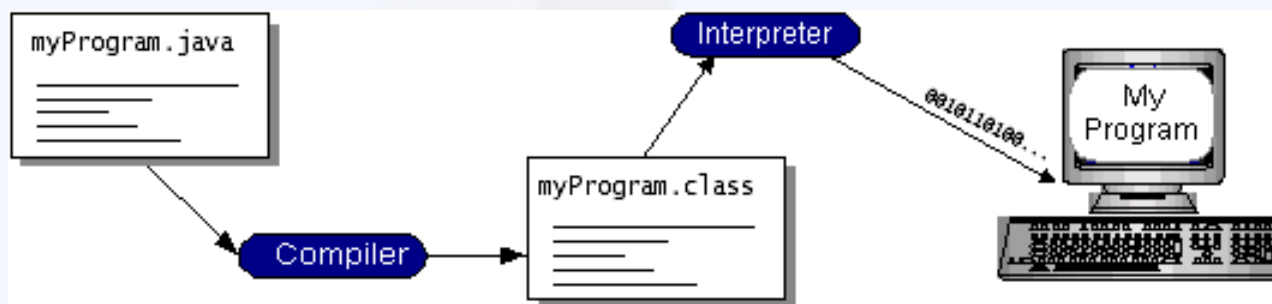 myProgram.java
Compiler
myProgram.class
Interpreter
0010110100...
My
Program